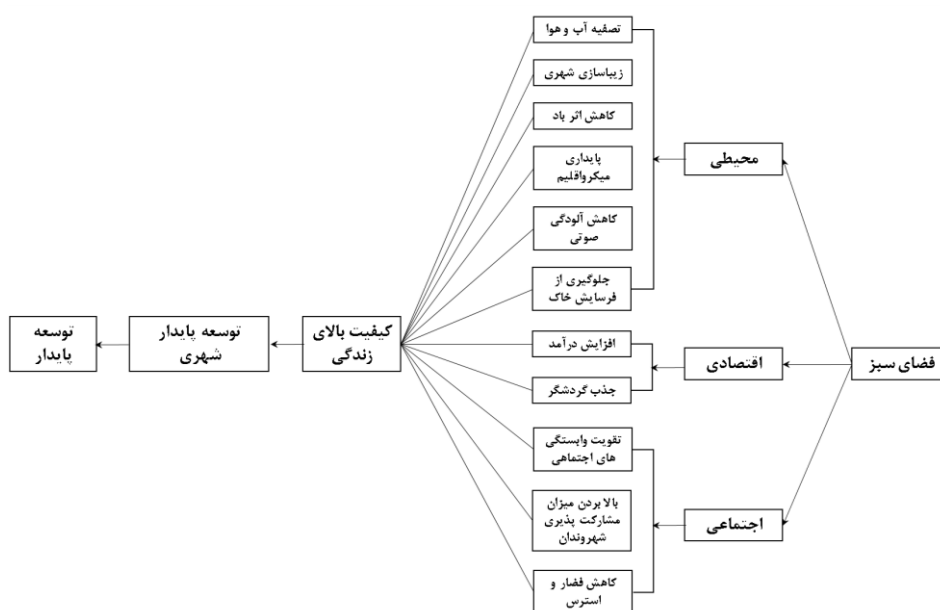 فضای سبز
محیطی
تصفیه آب و هوا
زیباسازی شهری
کاهش اثر باد
پایداری
میکرواقلیم
کاهش آلودگی
صوتی
جلوگیری از
فرسایش خاک
اقتصادی
افزایش درآمد
جذب گردشگر
اجتماعی
تقویت وابستگی
های اجتماهی
بالا بردن میزان
مشارکت پذیری
شهروندان
کاهش فضار و
استرس
کیفیت بالای
زندگی
توسعه پایدار
شهری
توسعه
پایدار